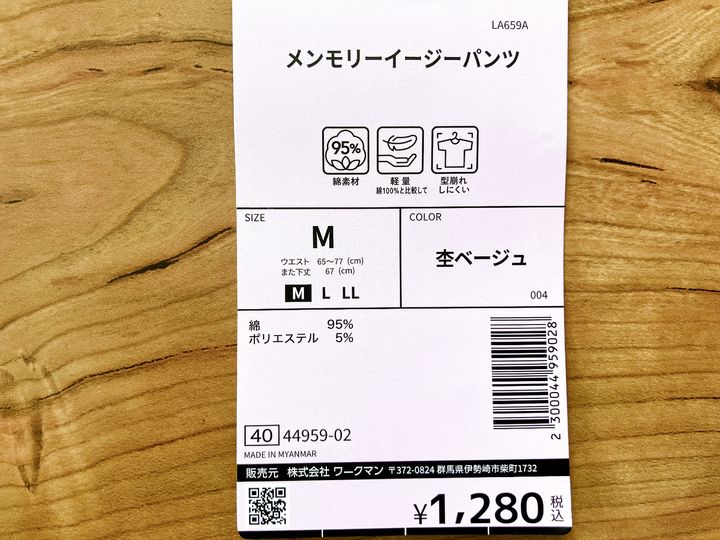 LA659A
メンモリーイージーパンツ
95%
綿素材
軽量
綿100%と比較して
型崩れ
しにくい
SIZE
M
ウエスト 65～77 (cm)
また下丈 67 (cm)
M L LL
COLOR
杢ベージュ
004
綿 95%
ポリエステル 5%
2 300044 959028
40 44959-02
MADE IN MYANMAR
販売元 株式会社 ワークマン 〒372-0824 群馬県伊勢崎市柴町1732
¥1,280 税込